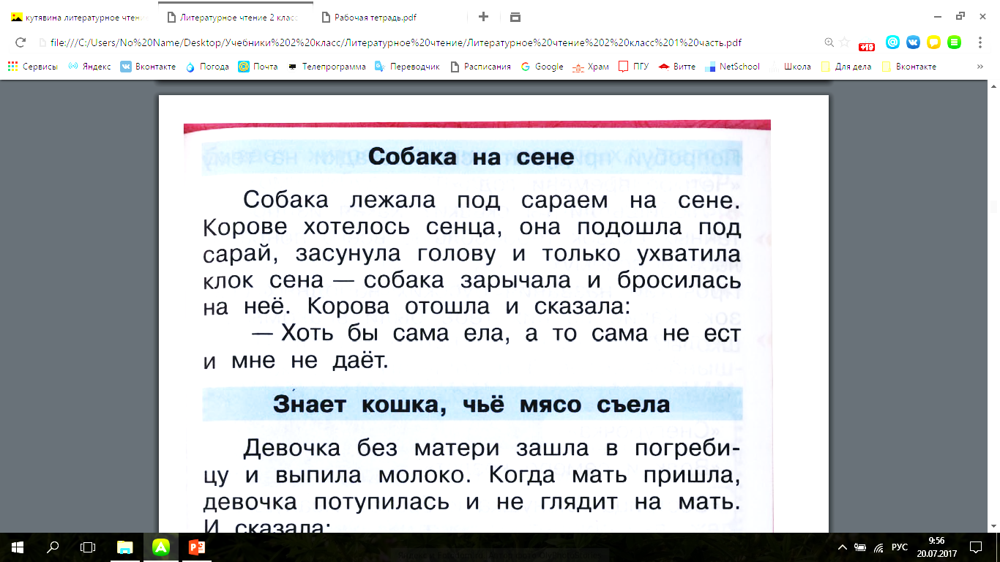 кутявина литературное чтени
Литературное чтение 2 класс
Рабочая тетрадь.pdf
file:///C:/Users/No%20Name/Desktop/Учебники%202%20класс/Литературное%20чтение/Литературное%20чтение%202%20класс%201%20часть.pdf
+19
Сервисы Яндекс Вконтакте Погода Почта Телепрограмма Переводчик Расписания Google Храм ПГУ Витте NetSchool Школа Для дела Вконтакте »
Собака на сене
Собака лежала под сараем на сене.
Корове хотелось сенца, она подошла под
сарай, засунула голову и только ухватила
клок сена — собака зарычала и бросилась
на неё. Корова отошла и сказала:
— Хоть бы сама ела, а то сама не ест
и мне не даёт.
Знает кошка, чьё мясо съела
Девочка без матери зашла в погреби-
цу и выпила молоко. Когда мать пришла,
девочка потупилась и не глядит на мать.
И сказала:
РУС
9:56
20.07.2017